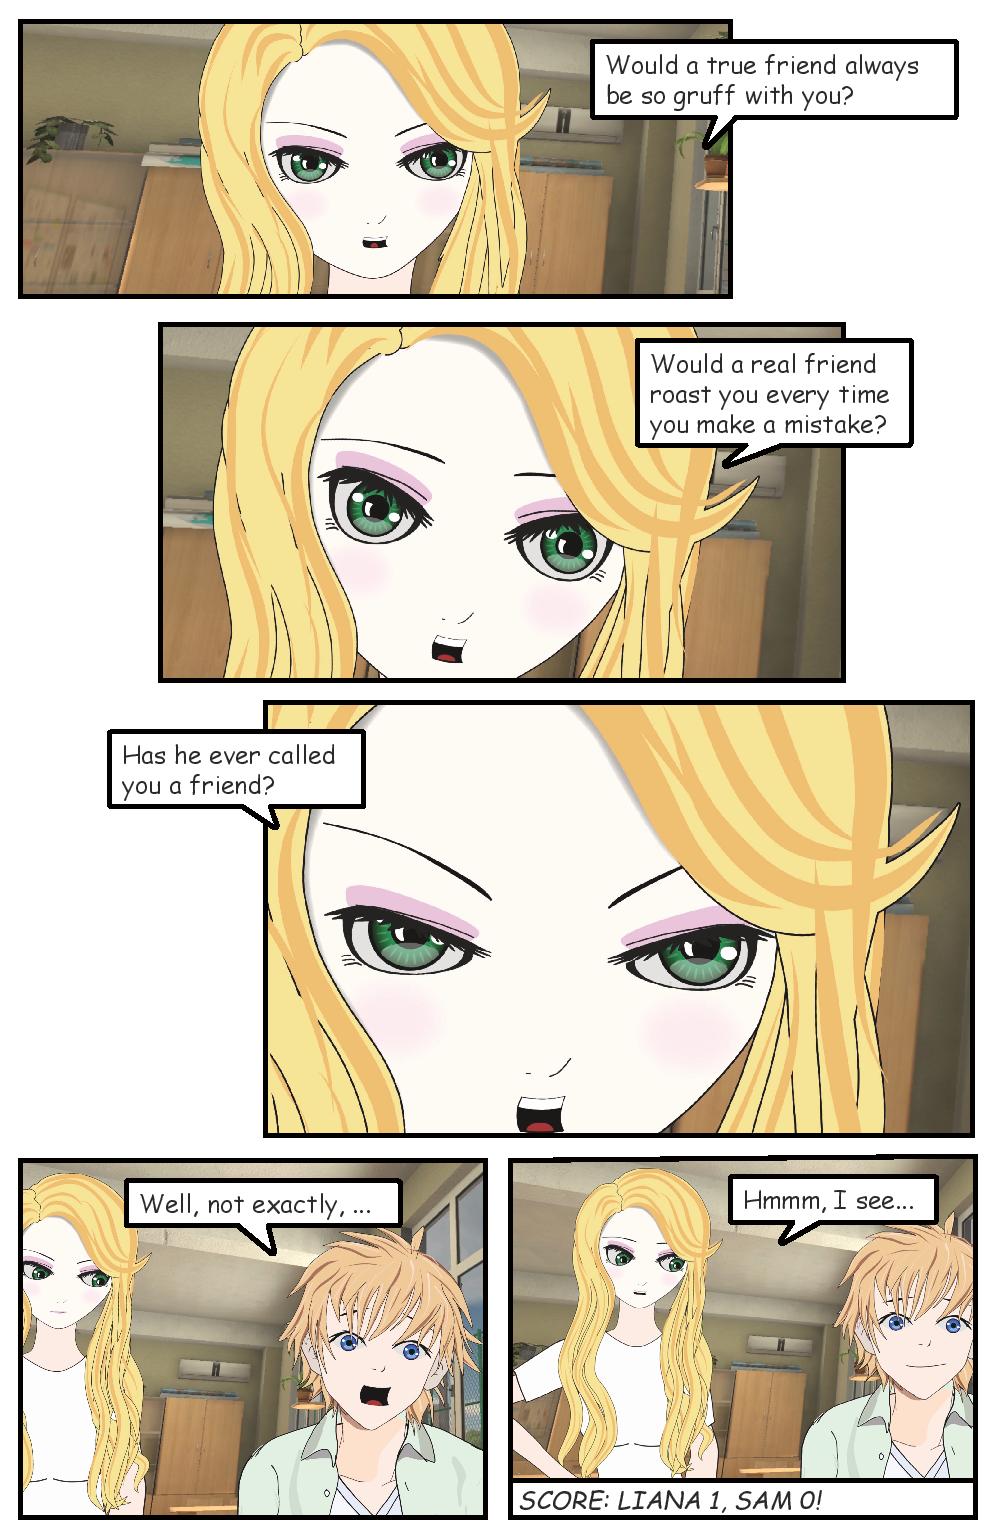 Would a true friend always
be so gruff with you?
Would a real friend
roast you every time
you make a mistake?
Has he ever called
you a friend?
Well, not exactly, ...
Hmmm, I see...
SCORE: LIANA 1, SAM 0!